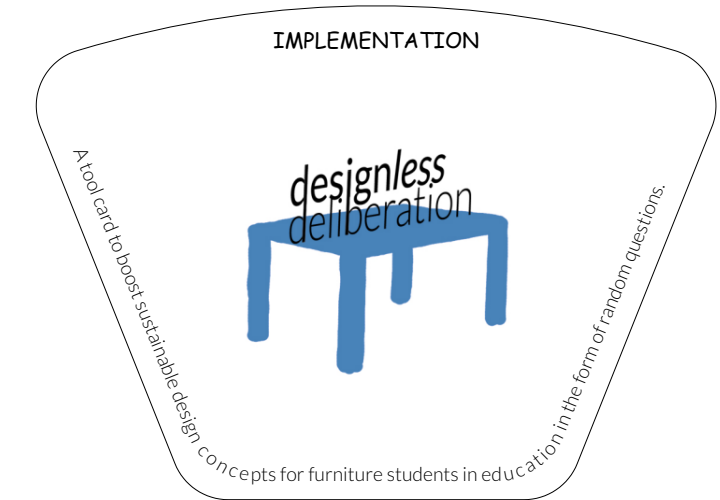 IMPLEMENTATION
designless
deliberation
A tool card to boost sustainable design concepts for furniture students in education in the form of random questions.